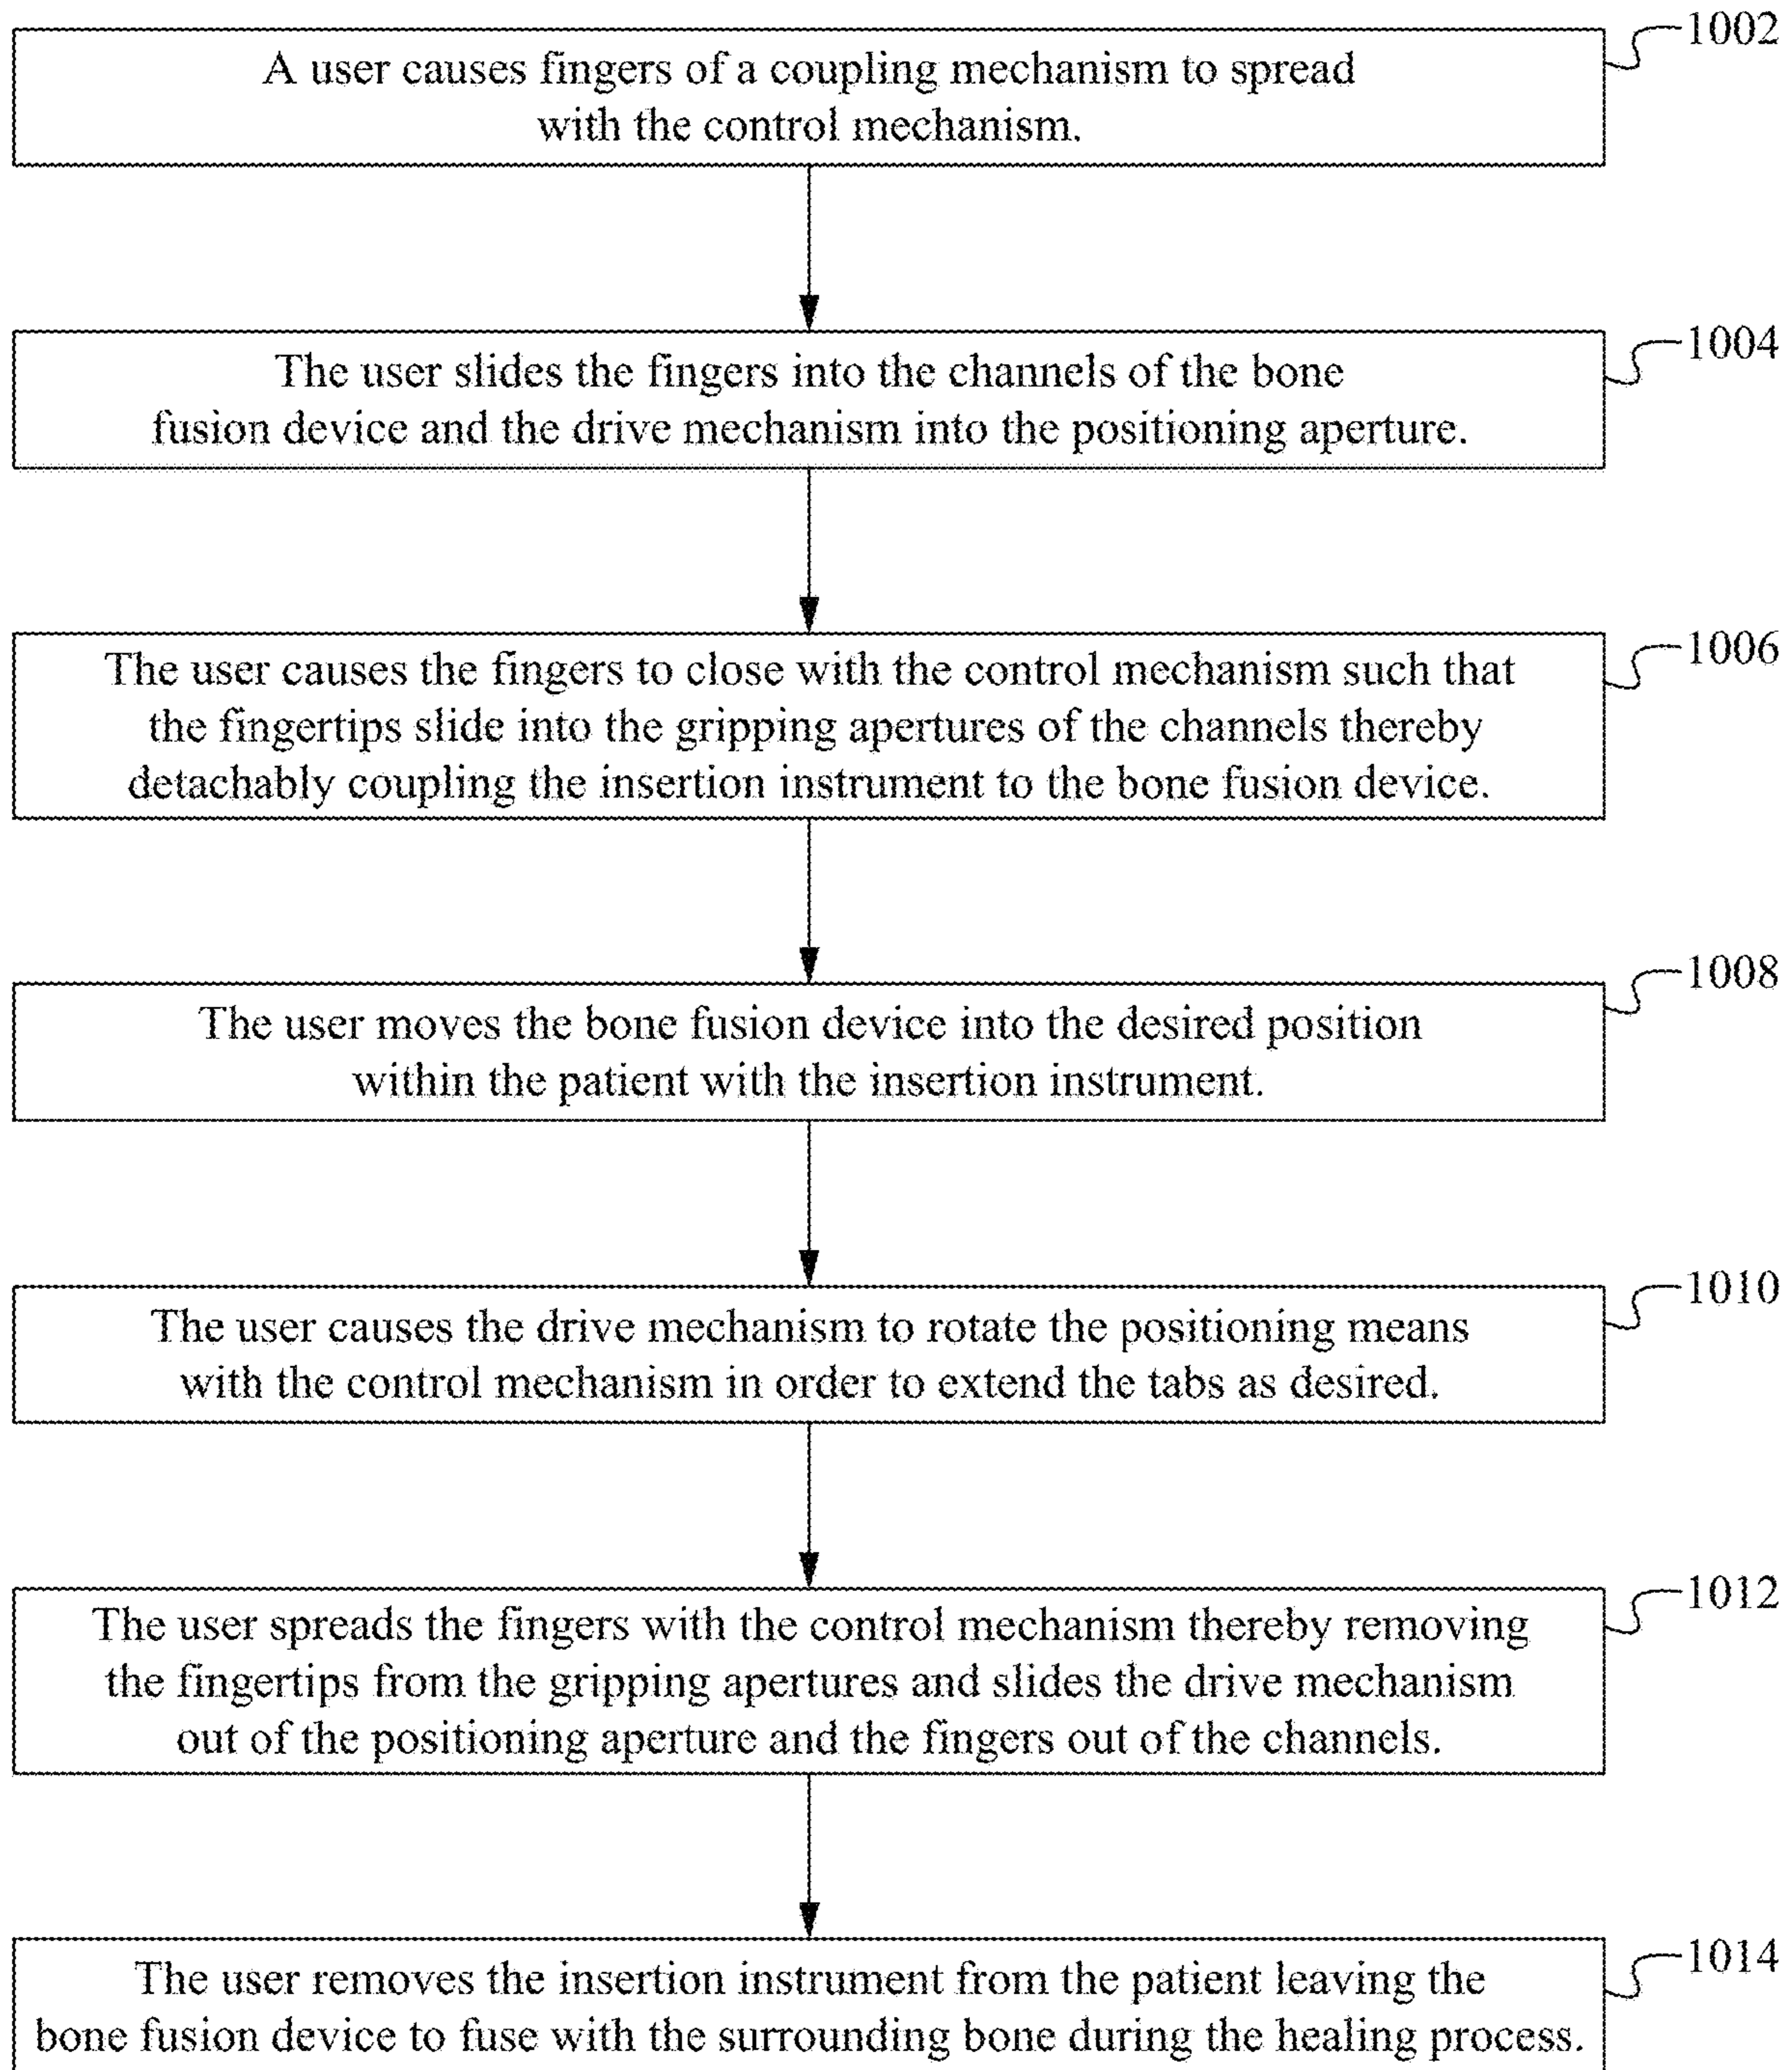 1002
A user causes fingers of a coupling mechanism to spread
with the control mechanism.
1004
The user slides the fingers into the channels of the bone
fusion device and the drive mechanism into the positioning aperture.
1006
The user causes the fingers to close with the control mechanism such that
the fingertips slide into the gripping apertures of the channels thereby
detachably coupling the insertion instrument to the bone fusion device.
1008
The user moves the bone fusion device into the desired position
within the patient with the insertion instrument.
1010
The user causes the drive mechanism to rotate the positioning means
with the control mechanism in order to extend the tabs as desired.
1012
The user spreads the fingers with the control mechanism thereby removing
the fingertips from the gripping apertures and slides the drive mechanism
out of the positioning aperture and the fingers out of the channels.
1014
The user removes the insertion instrument from the patient leaving the
bone fusion device to fuse with the surrounding bone during the healing process.